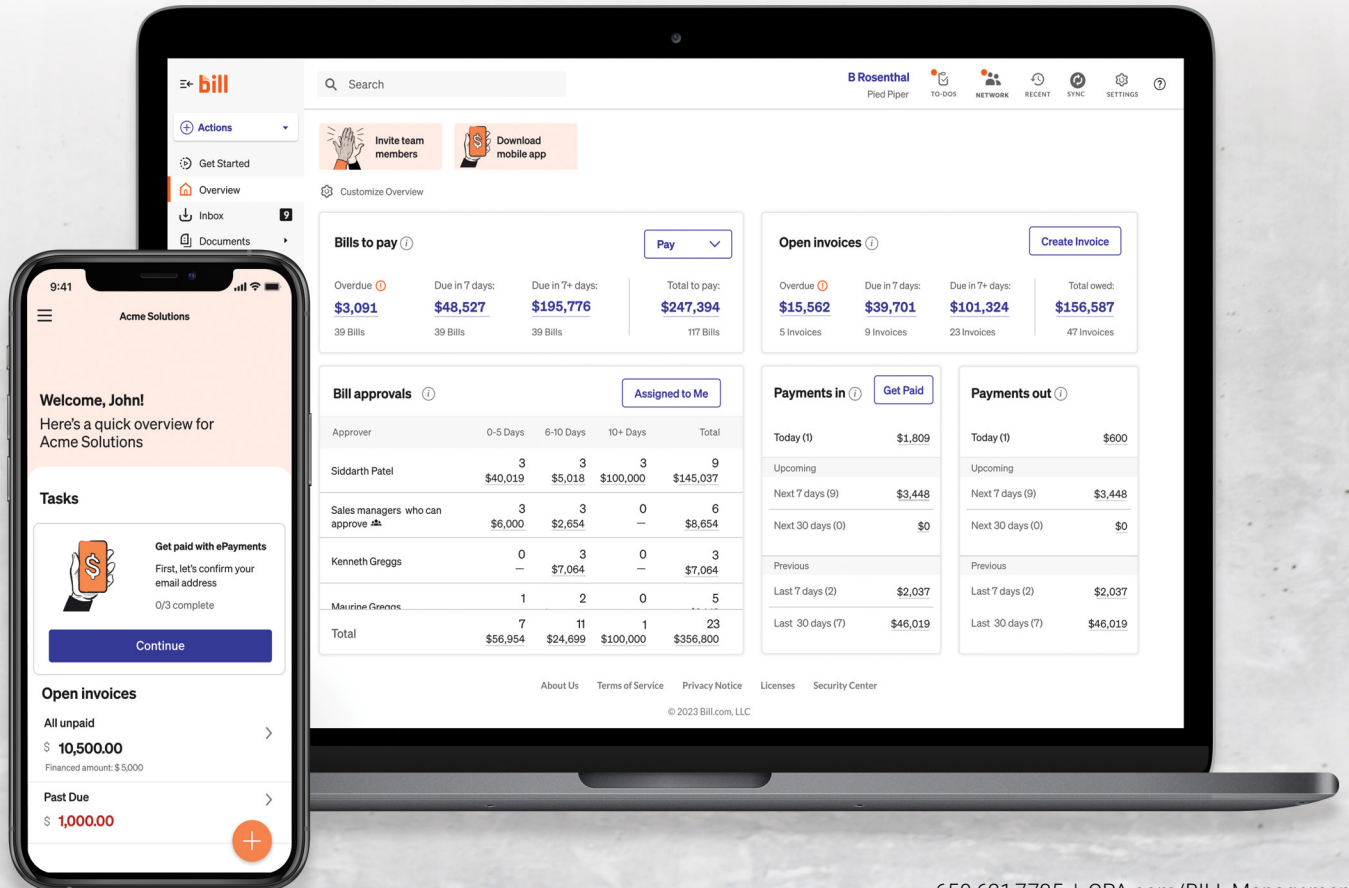 bill
Search
B Rosenthal
Pied Piper
TO-DOS
NETWORK
RECENT
SYNC
SETTINGS
Actions
Get Started
Overview
Inbox 9
Documents
Invite team
members
Download
mobile app
Customize Overview
Bills to pay
Pay
Overdue Due in 7 days: Due in 7+ days: Total to pay:
$3,091 $48,527 $195,776 $247,394
39 Bills 39 Bills 39 Bills 117 Bills
Open invoices
Create Invoice
Overdue Due in 7 days: Due in 7+ days: Total owed:
$15,562 $39,701 $101,324 $156,587
5 Invoices 9 Invoices 23 Invoices 47 Invoices
Bill approvals
Assigned to Me
Approver 0-5 Days 6-10 Days 10+ Days Total
Siddarth Patel 3 3 3 9
$40,019 $5,018 $100,000 $145,037
Sales managers who can 3 3 0 6
approve $6,000 $2,654 — $8,654
Kenneth Greggs 0 3 0 3
— $7,064 — $7,064
Maurine Greggs 1 2 0 5
Total 7 11 1 23
$56,954 $24,699 $100,000 $356,800
Payments in
Get Paid
Today (1) $1,809
Upcoming
Next 7 days (9) $3,448
Next 30 days (0) $0
Previous
Last 7 days (2) $2,037
Last 30 days (7) $46,019
Payments out
Today (1) $600
Upcoming
Next 7 days (9) $3,448
Next 30 days (0) $0
Previous
Last 7 days (2) $2,037
Last 30 days (7) $46,019
About Us Terms of Service Privacy Notice Licenses Security Center
© 2023 Bill.com, LLC
9:41
Acme Solutions
Welcome, John!
Here's a quick overview for
Acme Solutions
Tasks
Get paid with ePayments
First, let's confirm your
email address
0/3 complete
Continue
Open invoices
All unpaid
$ 10,500.00
Financed amount: $5,000
Past Due
$ 1,000.00